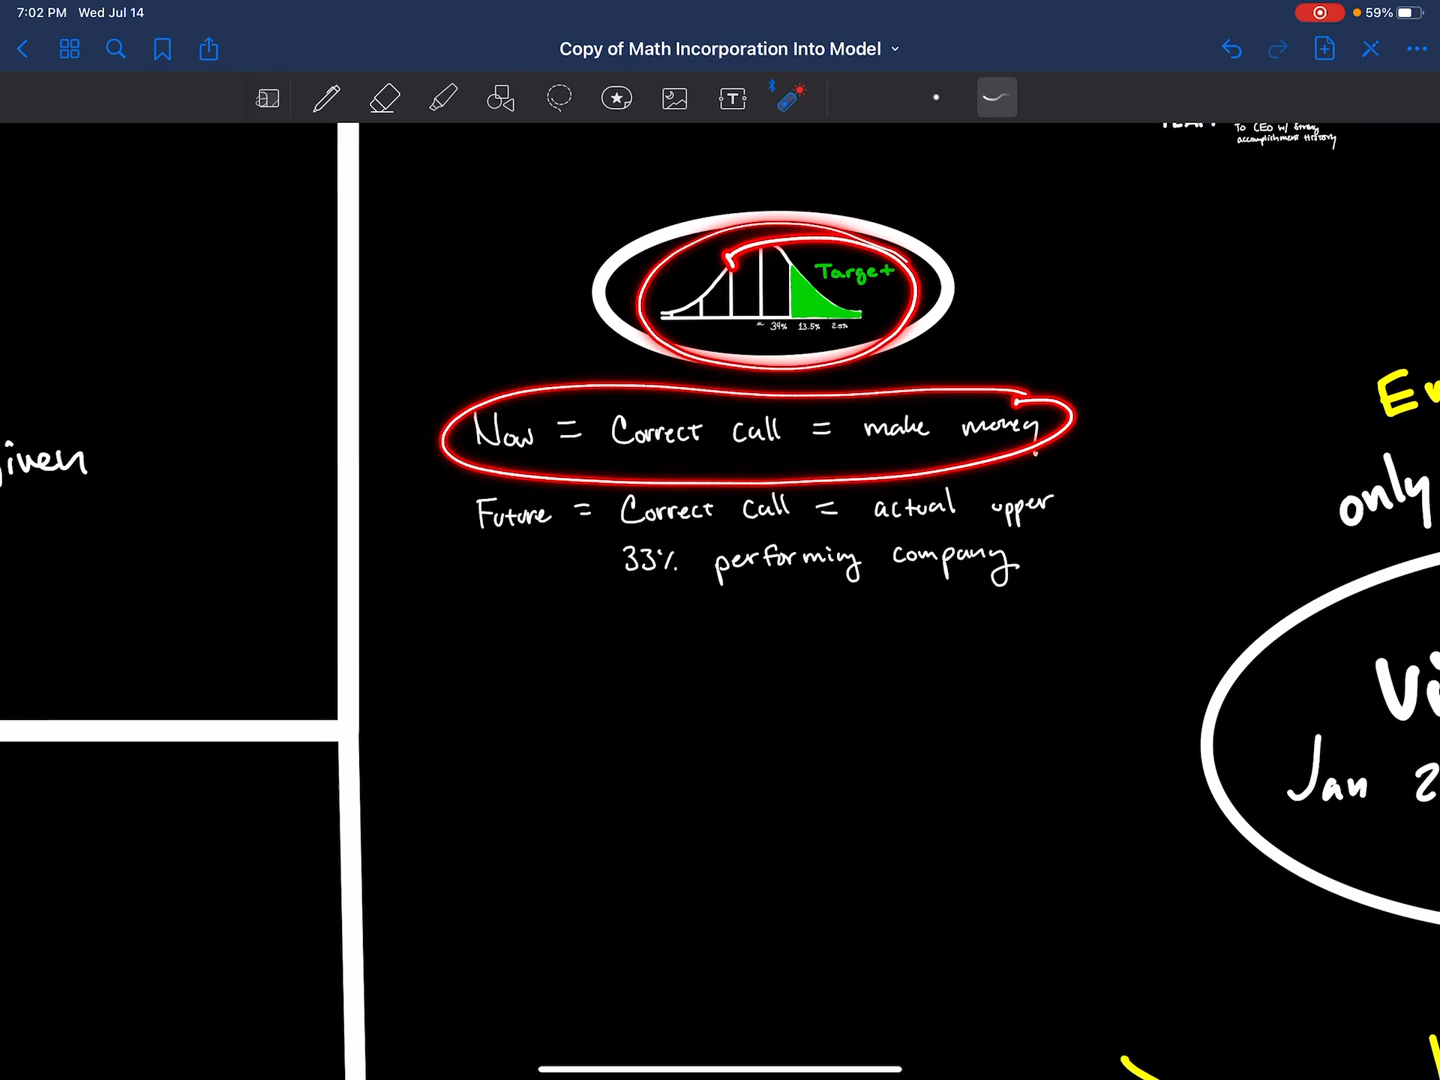 7:02 PM Wed Jul 14
59%
Copy of Math Incorporation Into Model
T
To CEO w/ strong
accomplishment History
Target
μ 34% 13.5% 2.5%
Now = Correct call = make money
Future = Correct call = actual upper
33% performing company
iven
only
Jan 2